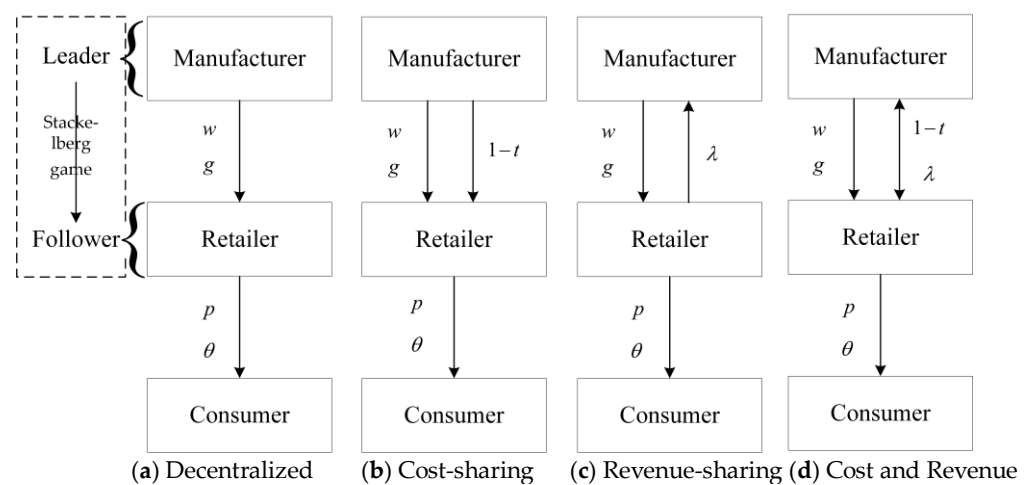 Leader
Stacke-
lberg
game
Follower
Manufacturer
w
g
Retailer
p
θ
Consumer
(a) Decentralized
Manufacturer
w
g
1−t
Retailer
p
θ
Consumer
(b) Cost-sharing
Manufacturer
w
g
λ
Retailer
p
θ
Consumer
(c) Revenue-sharing
Manufacturer
w
g
1−t
λ
Retailer
p
θ
Consumer
(d) Cost and Revenue